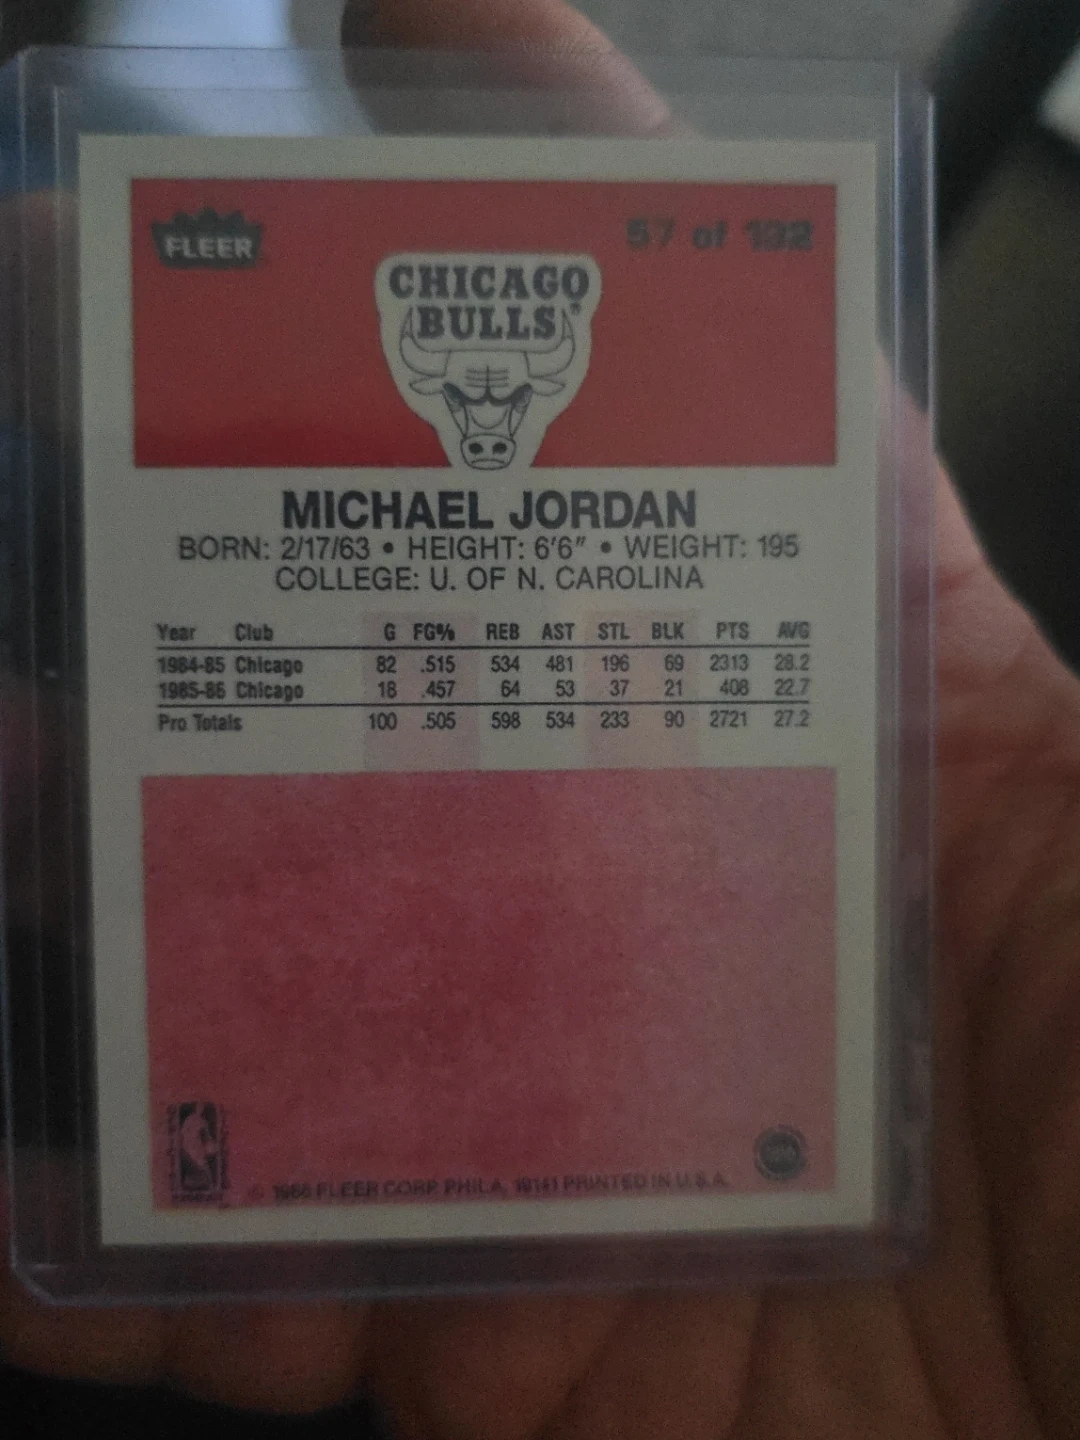 FLEER
57 of 132
CHICAGO
BULLS®
MICHAEL JORDAN
BORN: 2/17/63 • HEIGHT: 6'6" • WEIGHT: 195
COLLEGE: U. OF N. CAROLINA
Year Club G FG% REB AST STL BLK PTS AVG
1984-85 Chicago 82 .515 534 481 196 69 2313 28.2
1985-86 Chicago 18 .457 64 53 37 21 408 22.7
Pro Totals 100 .505 598 534 233 90 2721 27.2
© 1986 FLEER CORP. PHILA, 19141 PRINTED IN U.S.A.